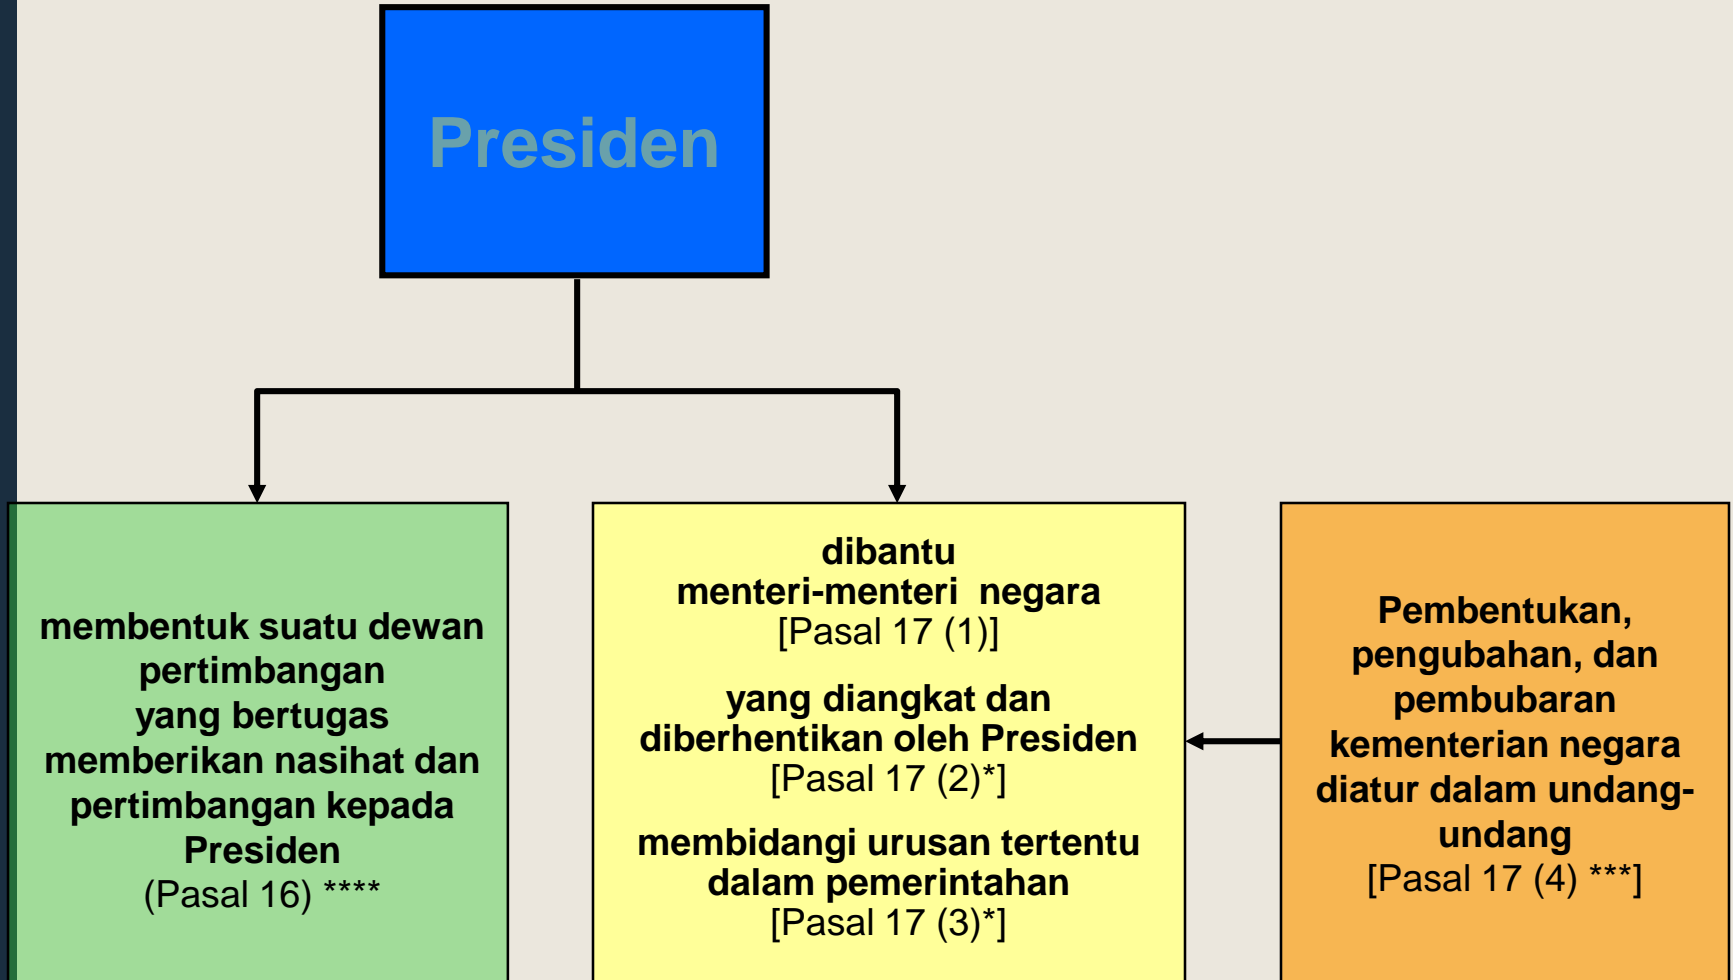 Presiden
membentuk suatu dewan
pertimbangan
yang bertugas
memberikan nasihat dan
pertimbangan kepada
Presiden
(Pasal 16) ****
dibantu
menteri-menteri negara
[Pasal 17 (1)]
yang diangkat dan
diberhentikan oleh Presiden
[Pasal 17 (2)*]
membidangi urusan tertentu
dalam pemerintahan
[Pasal 17 (3)*]
Pembentukan,
pengubahan, dan
pembubaran
kementerian negara
diatur dalam undang-
undang
[Pasal 17 (4) ***]